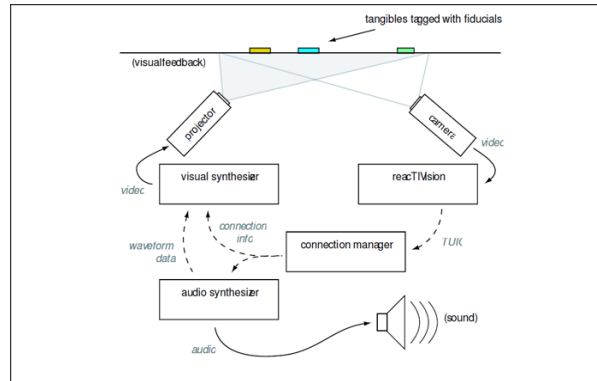 tangibles tagged with fiducials
(visualfeedback)
projector
camera
video
visual synthesizer
reacTIVision
video
connection
info
connection manager
TUIO
waveform
data
audio synthesizer
(sound)
audio